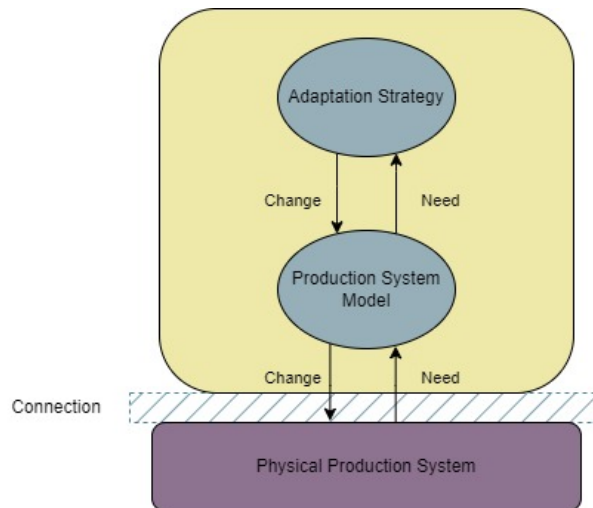 Adaptation Strategy
Change
Need
Production System
Model
Change
Need
Connection
Physical Production System